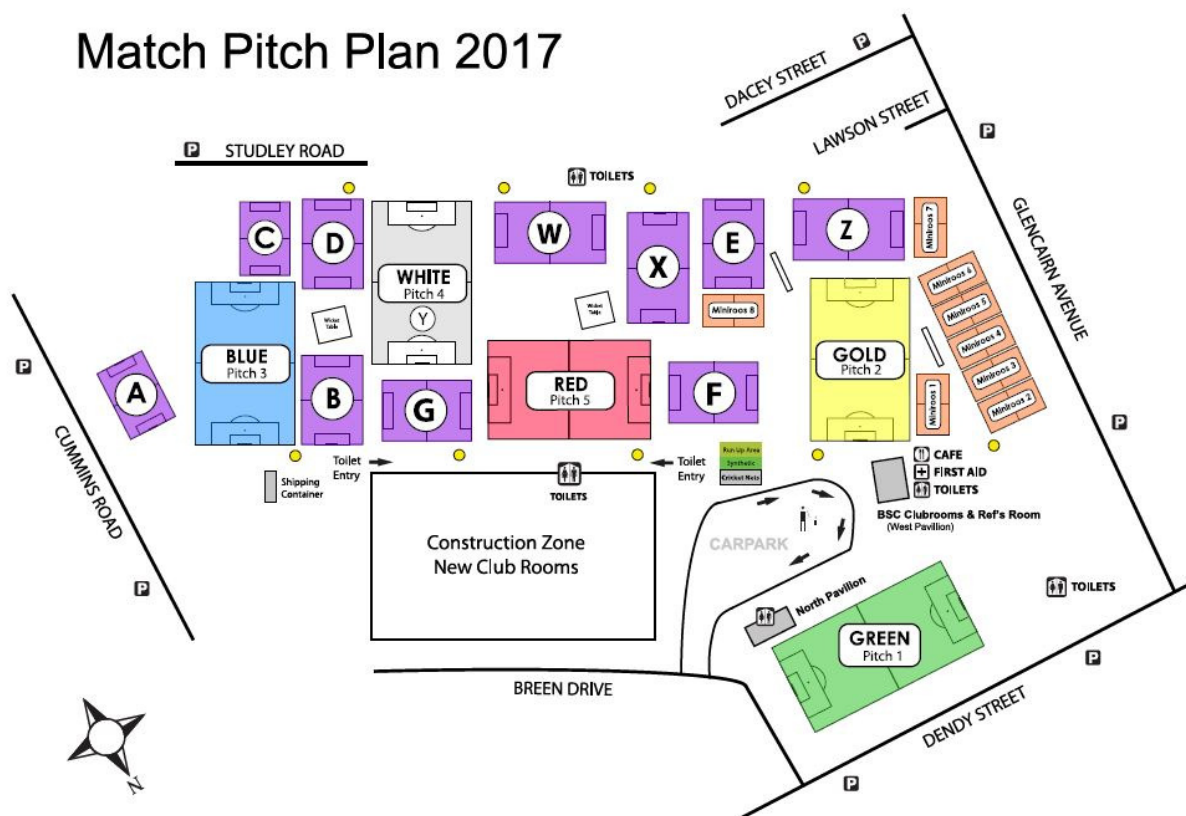 Match Pitch Plan 2017
P
DACEY STREET
P
LAWSON STREET
P
STUDLEY ROAD
TOILETS
GLENCAIRN AVENUE
C
D
WHITE
Pitch 4
Y
W
X
E
Z
Miniroos 7
Miniroos 8
Wicket
Table
Wicket
Table
Miniroos 6
Miniroos 5
Miniroos 4
Miniroos 3
Miniroos 2
Miniroos 1
P
A
BLUE
Pitch 3
B
G
RED
Pitch 5
F
GOLD
Pitch 2
P
CUMMINS ROAD
Shipping
Container
Toilet
Entry
TOILETS
Toilet
Entry
Run Up Area
Synthetic
Cricket Nets
CAFE
FIRST AID
TOILETS
BSC Clubrooms & Ref's Room
(West Pavilion)
Construction Zone
New Club Rooms
CARPARK
P
North Pavilion
TOILETS
GREEN
Pitch 1
BREEN DRIVE
P
DENDY STREET
P
N